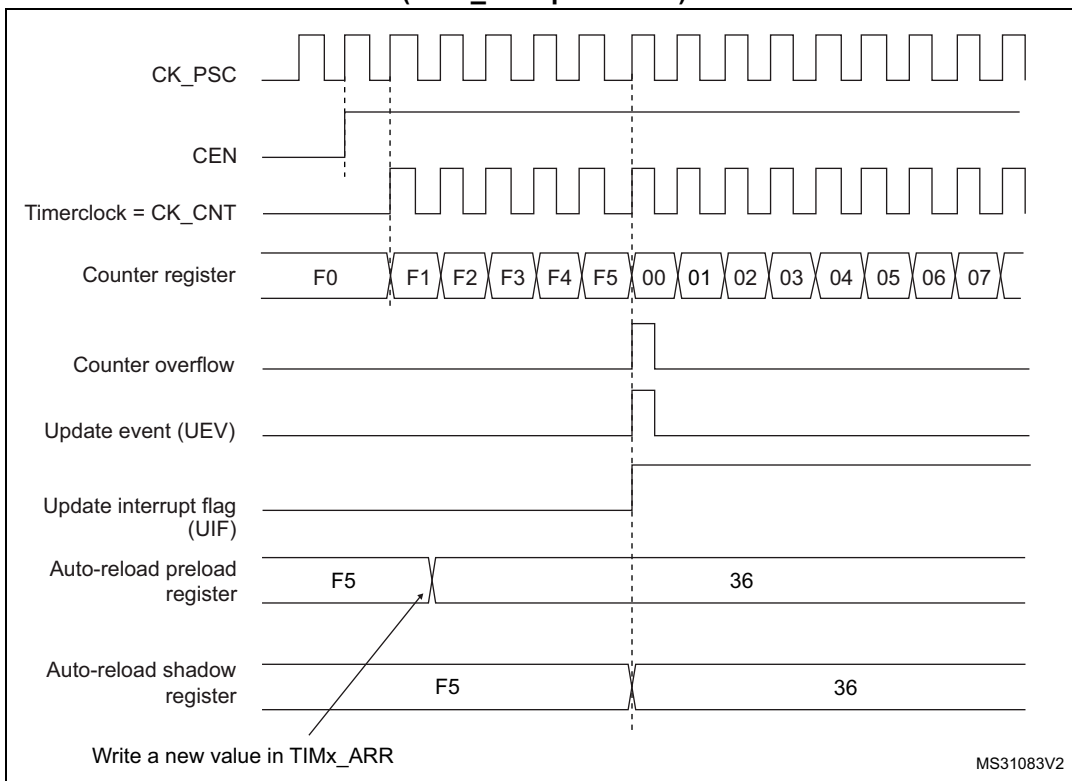 CK_PSC
CEN
Timerclock = CK_CNT
Counter register
F0 F1 F2 F3 F4 F5 00 01 02 03 04 05 06 07
Counter overflow
Update event (UEV)
Update interrupt flag
(UIF)
Auto-reload preload
register
F5 36
Auto-reload shadow
register
F5 36
Write a new value in TIMx_ARR
MS31083V2